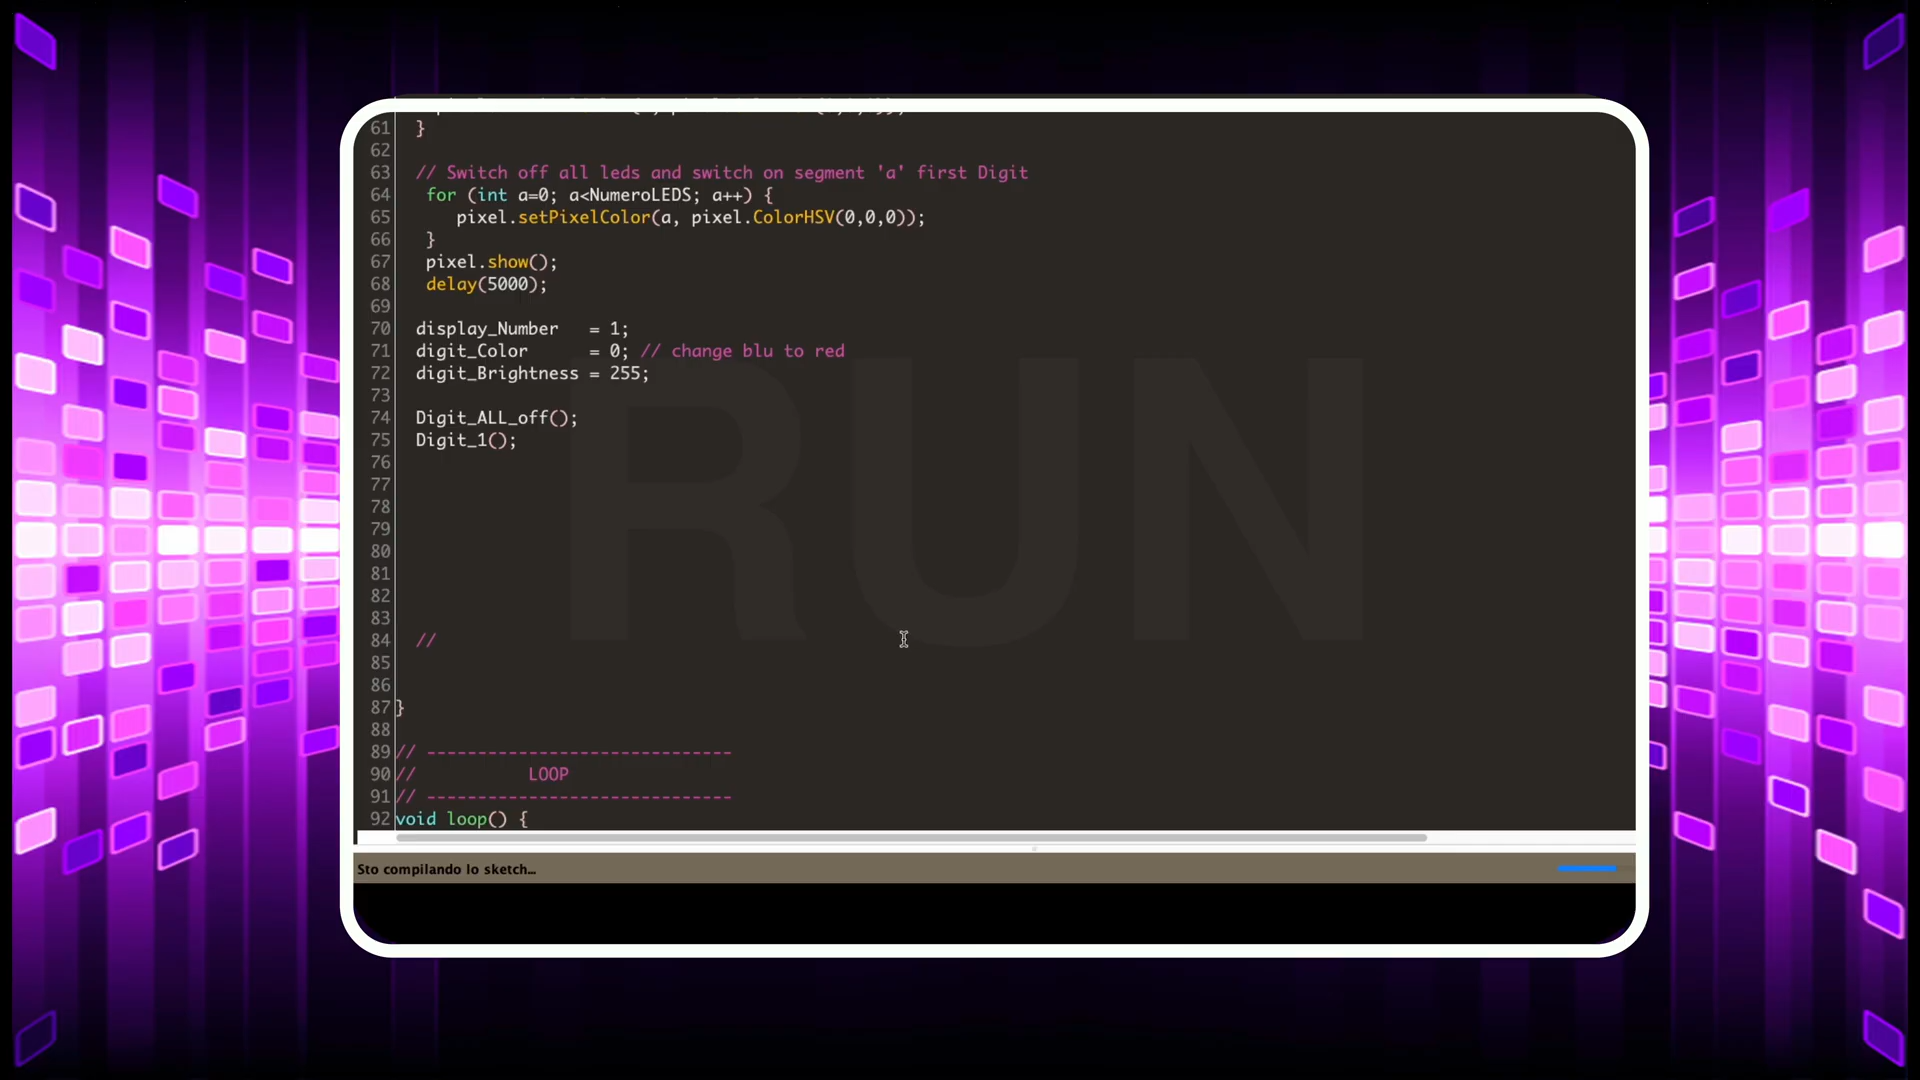 61 }
62
63 // Switch off all leds and switch on segment 'a' first Digit
64 for (int a=0; a<NumeroLEDS; a++) {
65 pixel.setPixelColor(a, pixel.ColorHSV(0,0,0));
66 }
67 pixel.show();
68 delay(5000);
69
70 display_Number = 1;
71 digit_Color = 0; // change blu to red
72 digit_Brightness = 255;
73
74 Digit_ALL_off();
75 Digit_1();
76
77
78
79
80
81
82
83
84 //
85
86
87 }
88
89 // ------------------------------
90 // LOOP
91 // ------------------------------
92 void loop() {
RUN
Sto compilando lo sketch...